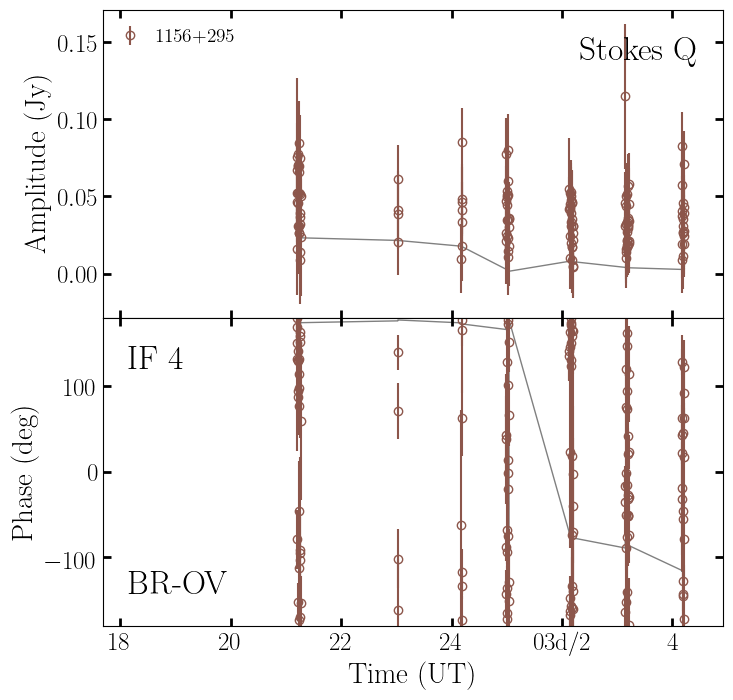 1156+295
Stokes Q
0.15
0.10
0.05
0.00
Amplitude (Jy)
IF 4
100
0
−100
Phase (deg)
BR-OV
18 20 22 24 03d/2 4
Time (UT)